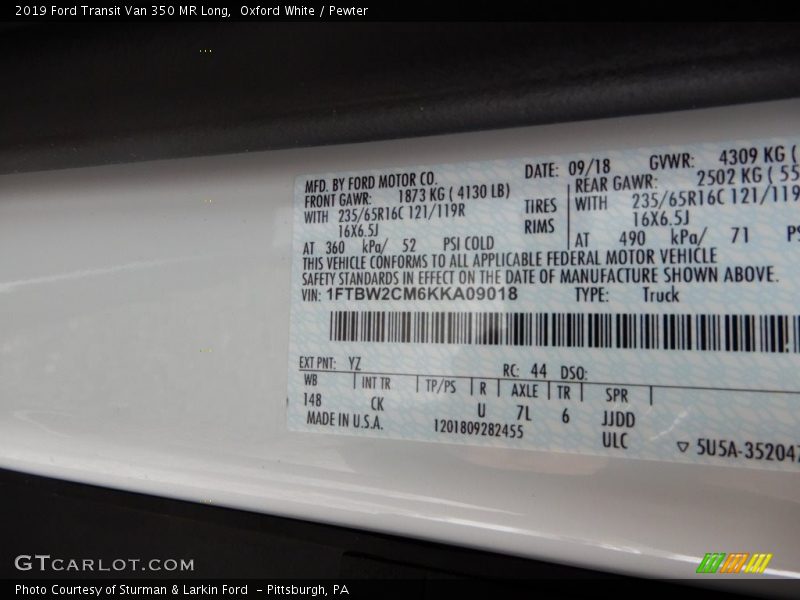 2019 Ford Transit Van 350 MR Long, Oxford White / Pewter
MFD. BY FORD MOTOR CO.
DATE: 09/18
GVWR: 4309 KG (
FRONT GAWR: 1873 KG ( 4130 LB)
REAR GAWR: 2502 KG ( 55
WITH 235/65R16C 121/119R
TIRES
WITH 235/65R16C 121/119
16X6.5J
RIMS
16X6.5J
AT 360 kPa/ 52 PSI COLD
AT 490 kPa/ 71 PS
THIS VEHICLE CONFORMS TO ALL APPLICABLE FEDERAL MOTOR VEHICLE
SAFETY STANDARDS IN EFFECT ON THE DATE OF MANUFACTURE SHOWN ABOVE.
VIN: 1FTBW2CM6KKA09018
TYPE: Truck
EXT PNT: YZ
RC: 44 DSO:
WB INT TR TP/PS R AXLE TR SPR
148 CK U 7L 6 JJDD
MADE IN U.S.A.
1201809282455
ULC
5U5A-352047
GTCARLOT.COM
Photo Courtesy of Sturman & Larkin Ford - Pittsburgh, PA